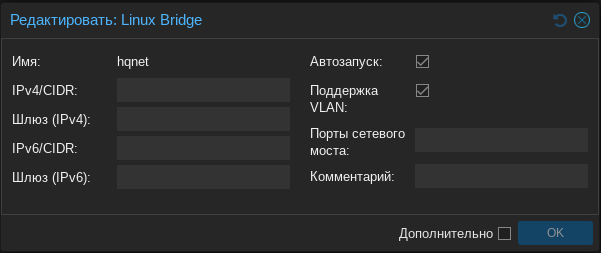 Редактировать: Linux Bridge
Имя: hqnet
IPv4/CIDR:
Шлюз (IPv4):
IPv6/CIDR:
Шлюз (IPv6):
Автозапуск:
Поддержка
VLAN:
Порты сетевого
моста:
Комментарий:
Дополнительно
OK